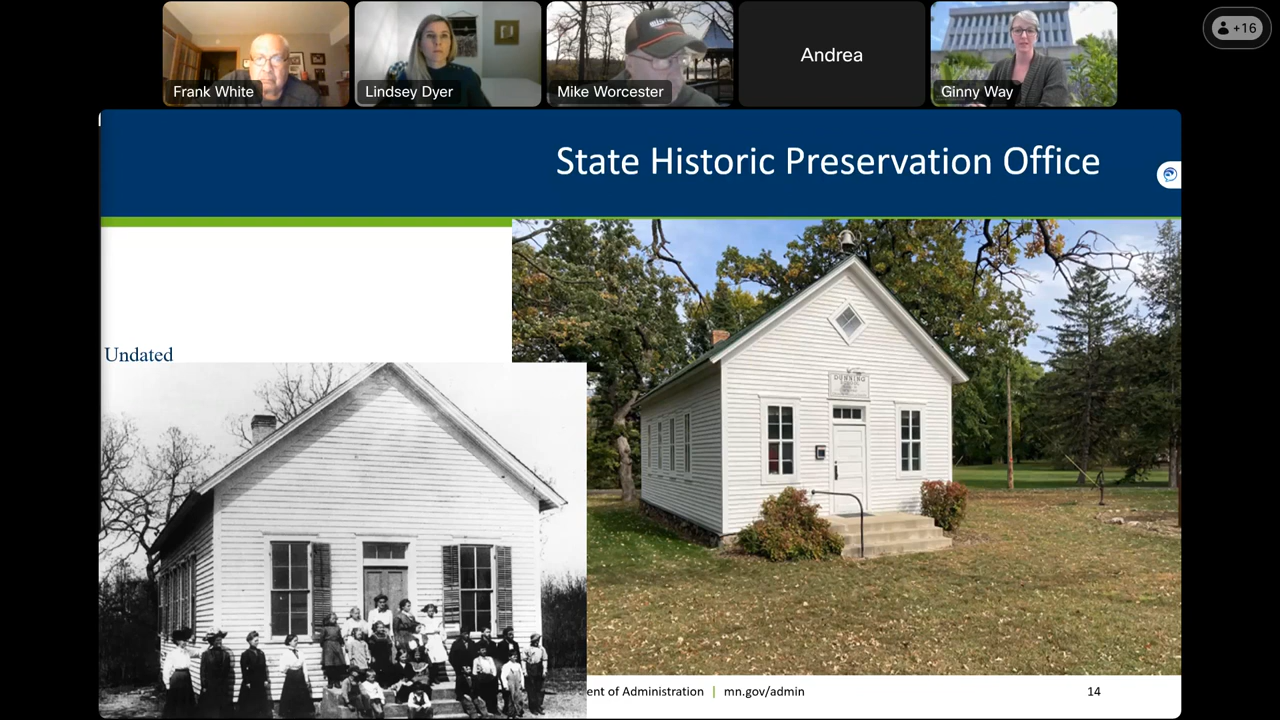 Frank White
Lindsey Dyer
Mike Worcester
Andrea
Ginny Way
+16
State Historic Preservation Office
Undated
DUNNING
ent of Administration | mn.gov/admin
14